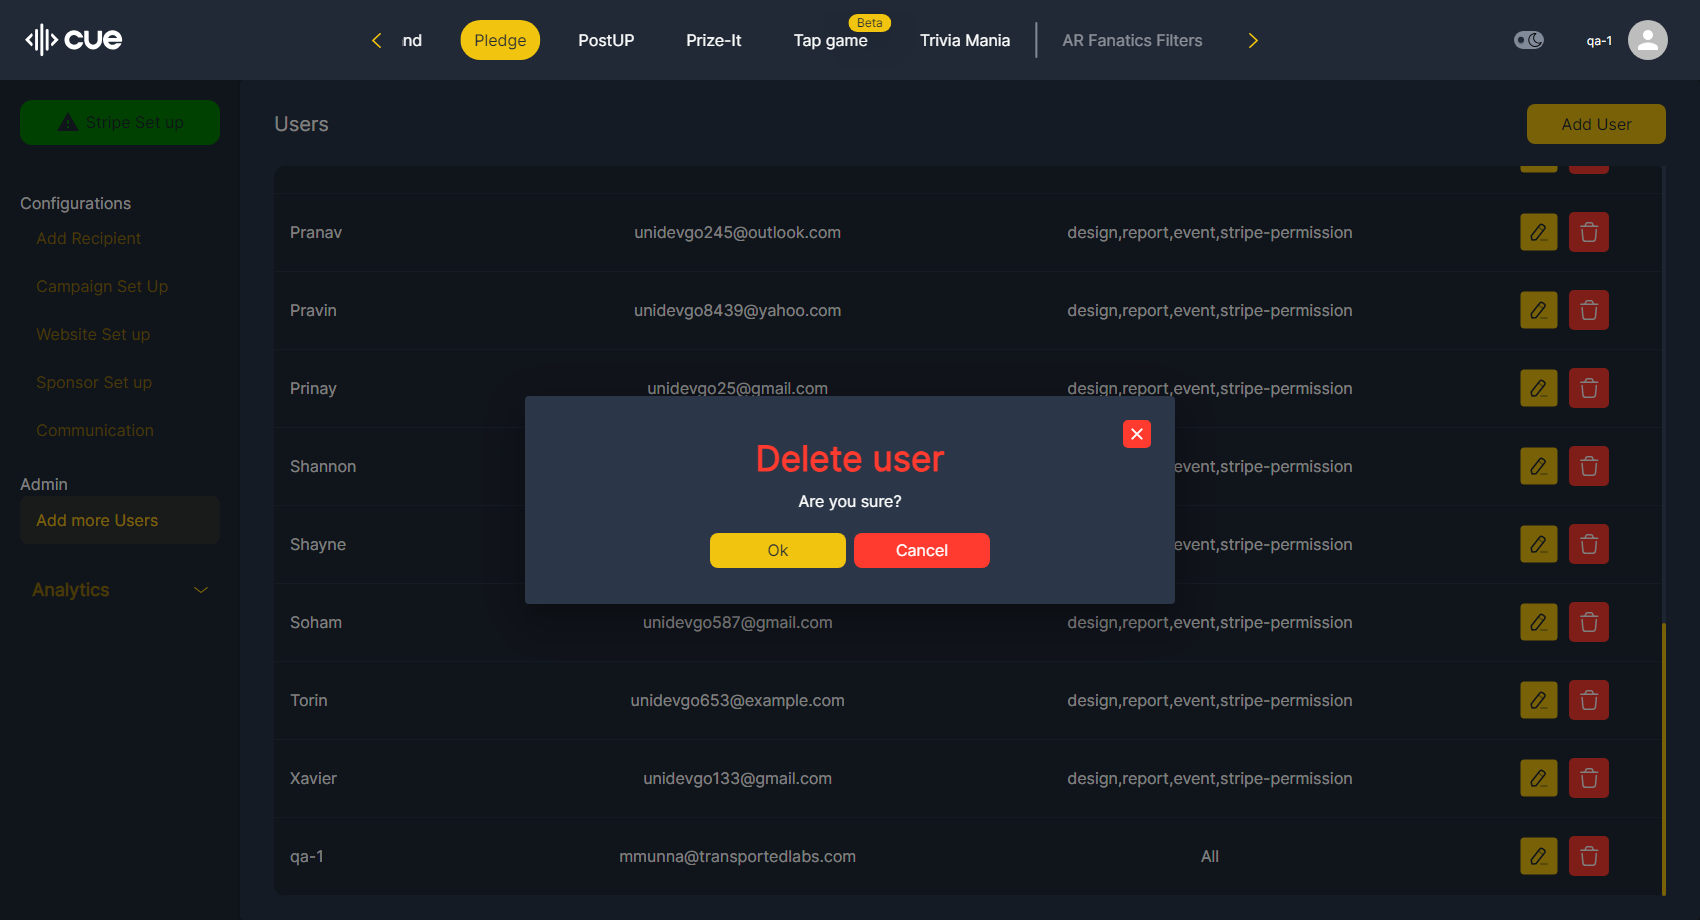 cue
nd
Pledge
PostUP
Prize-It
Tap game
Beta
Trivia Mania
AR Fanatics Filters
qa-1
Stripe Set up
Configurations
Add Recipient
Campaign Set Up
Website Set up
Sponsor Set up
Communication
Admin
Add more Users
Analytics
Users
Add User
Pranav unidevgo245@outlook.com design,report,event,stripe-permission
Pravin unidevgo8439@yahoo.com design,report,event,stripe-permission
Prinay unidevgo25@gmail.com design,report,event,stripe-permission
Shannon event,stripe-permission
Shayne event,stripe-permission
Soham unidevgo587@gmail.com design,report,event,stripe-permission
Torin unidevgo653@example.com design,report,event,stripe-permission
Xavier unidevgo133@gmail.com design,report,event,stripe-permission
qa-1 mmunna@transportedlabs.com All
Delete user
Are you sure?
Ok
Cancel